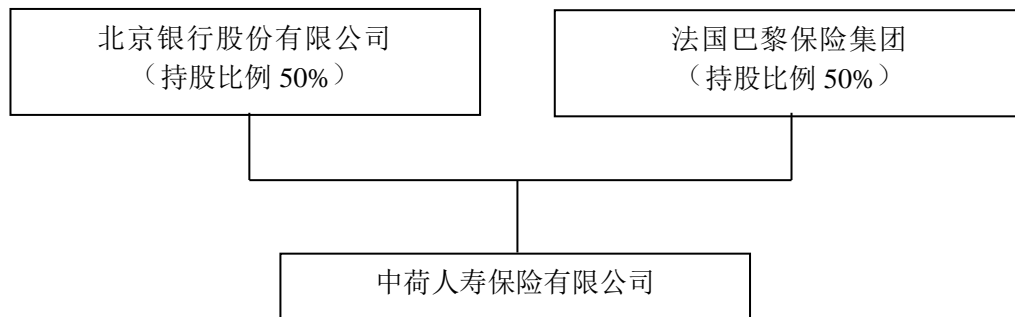 北京银行股份有限公司
（持股比例 50%）
法国巴黎保险集团
（持股比例 50%）
中荷人寿保险有限公司